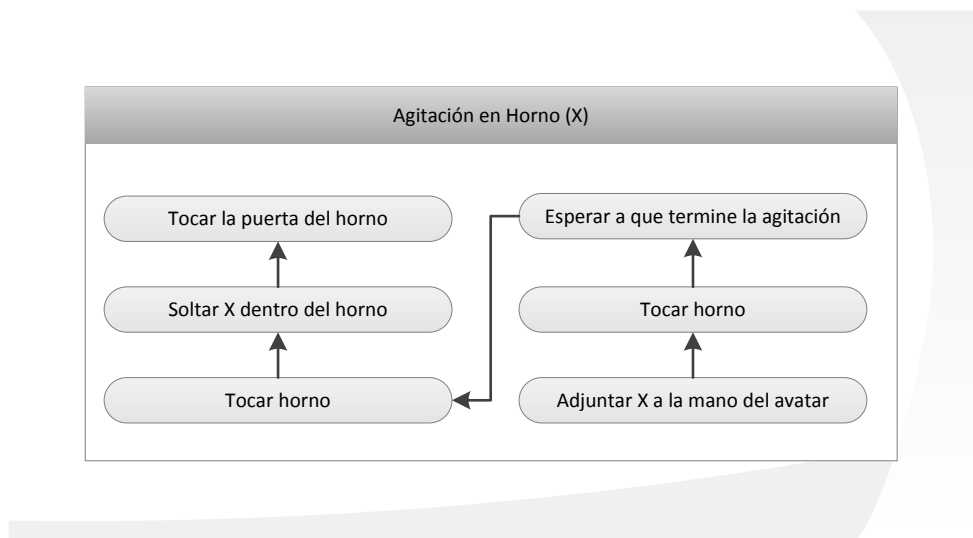 Agitación en Horno (X)
Tocar la puerta del horno
Soltar X dentro del horno
Tocar horno
Esperar a que termine la agitación
Tocar horno
Adjuntar X a la mano del avatar